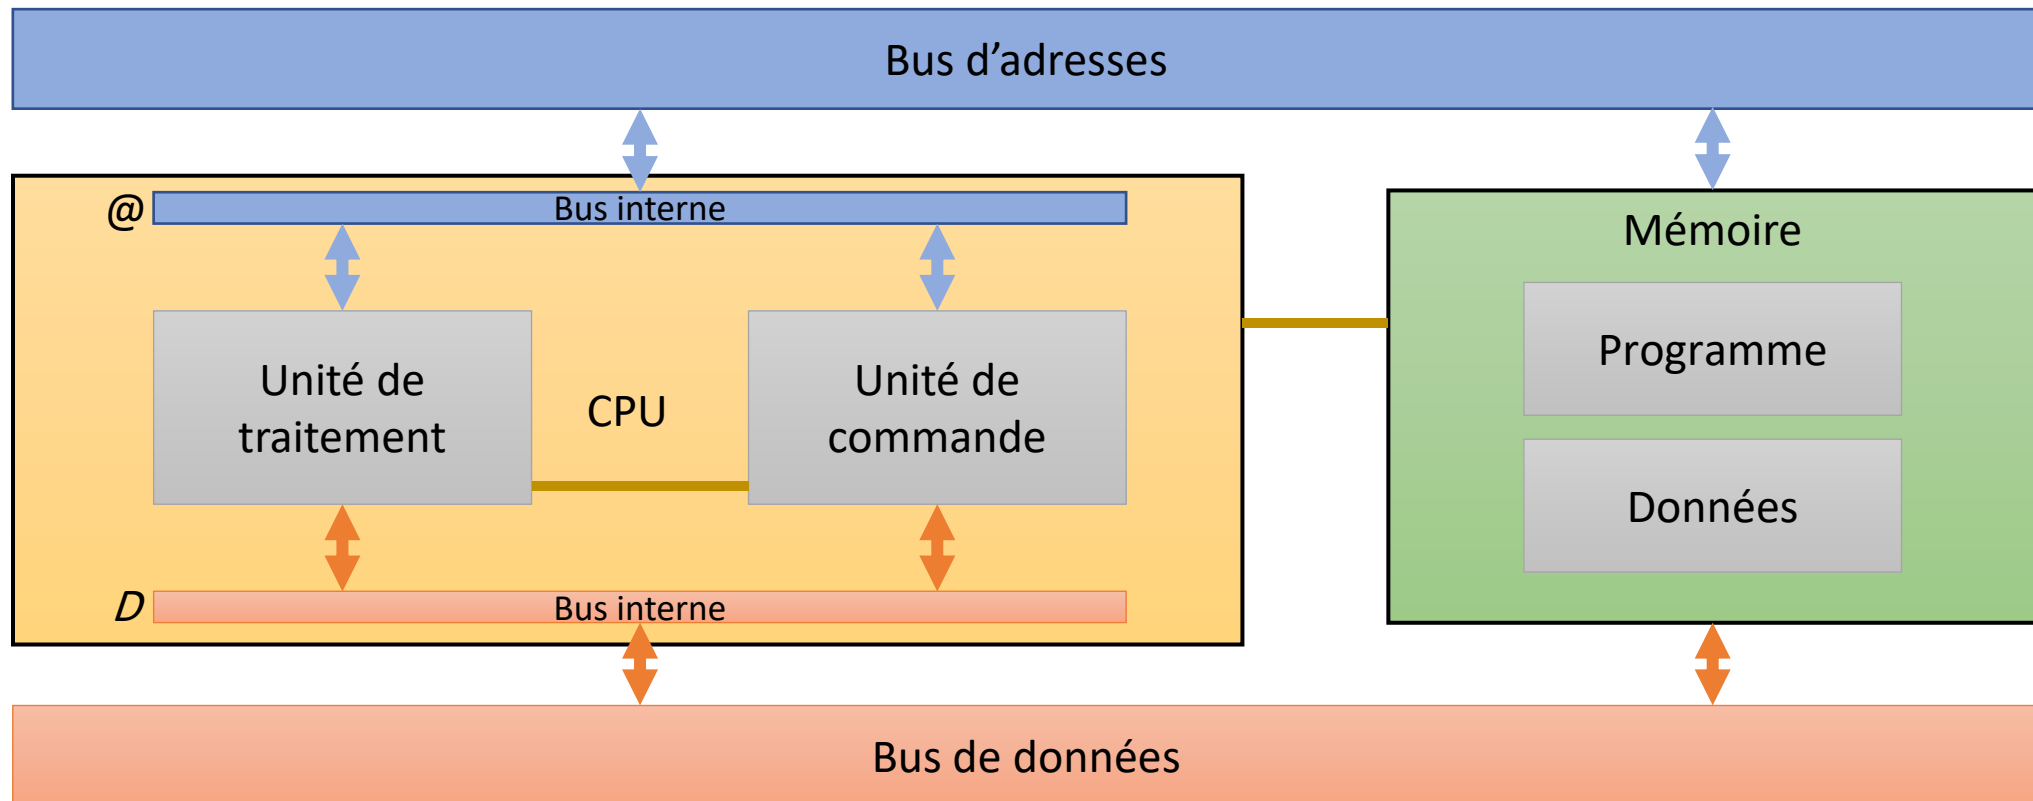 Bus d’adresses
@
Bus interne
Mémoire
Programme
Unité de
traitement
CPU
Unité de
commande
Données
D
Bus interne
Bus de données